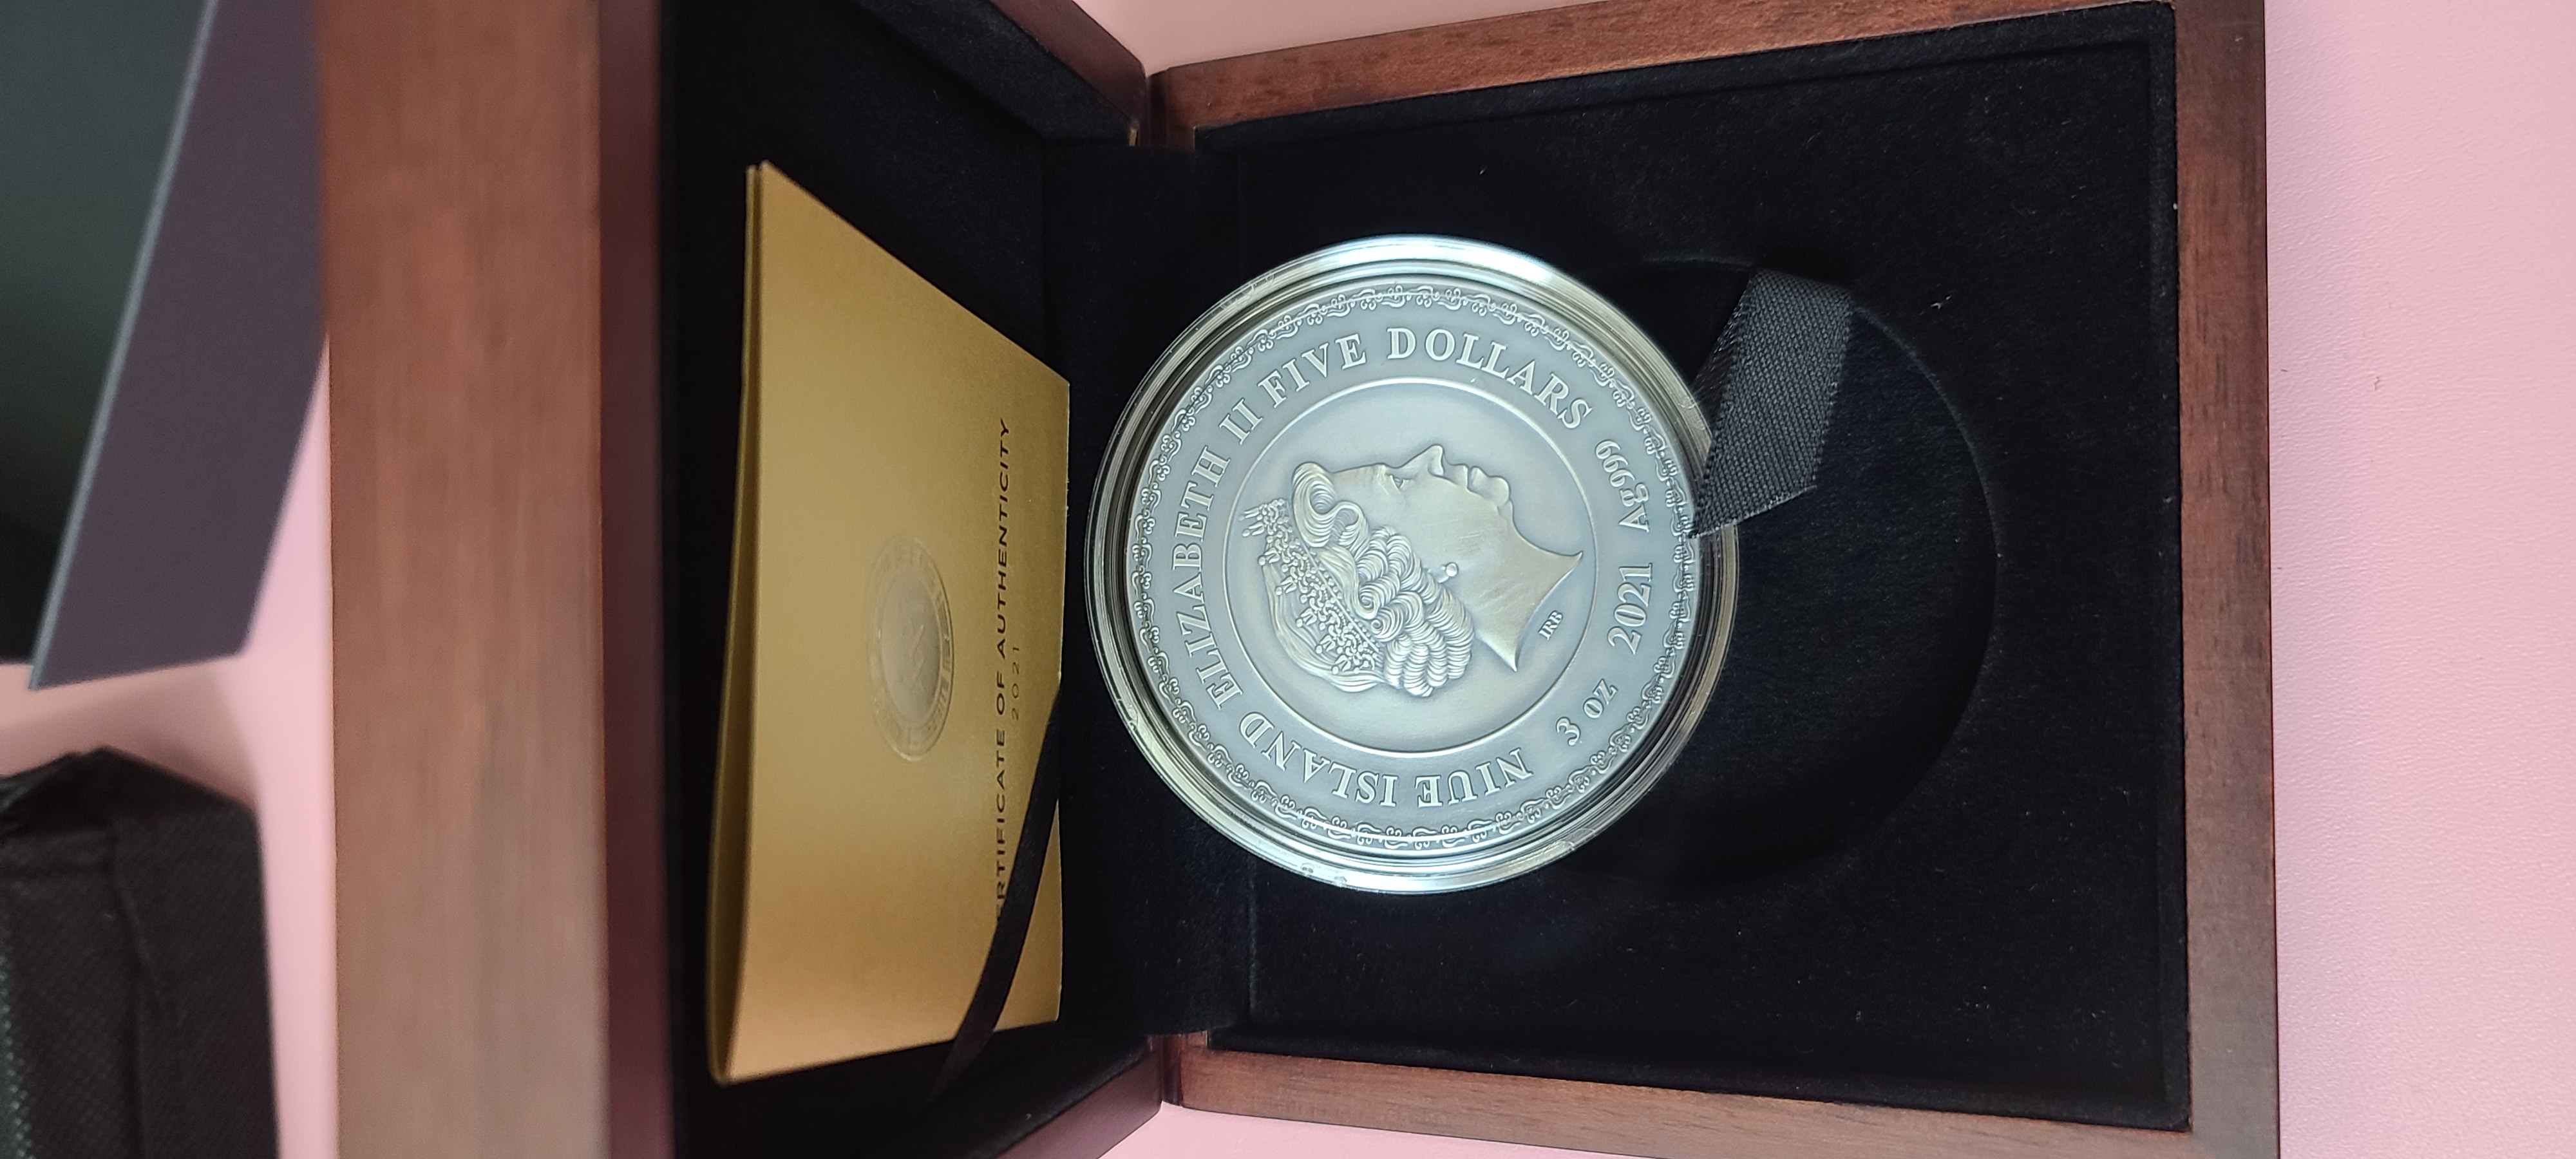 CERTIFICATE OF AUTHENTICITY
2021
NIUE ISLAND ELIZABETH II FIVE DOLLARS
3 OZ 2021 Ag999
IRB